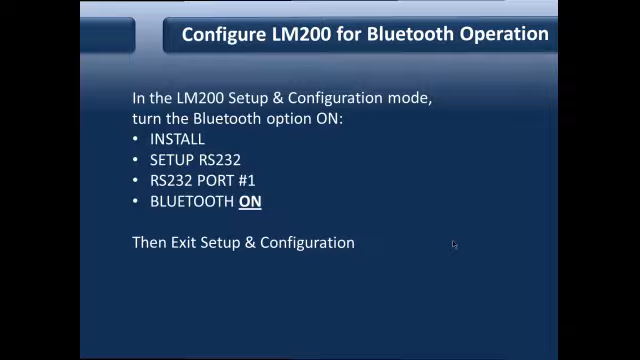 Configure LM200 for Bluetooth Operation
In the LM200 Setup & Configuration mode,
turn the Bluetooth option ON:
• INSTALL
• SETUP RS232
• RS232 PORT #1
• BLUETOOTH ON
Then Exit Setup & Configuration